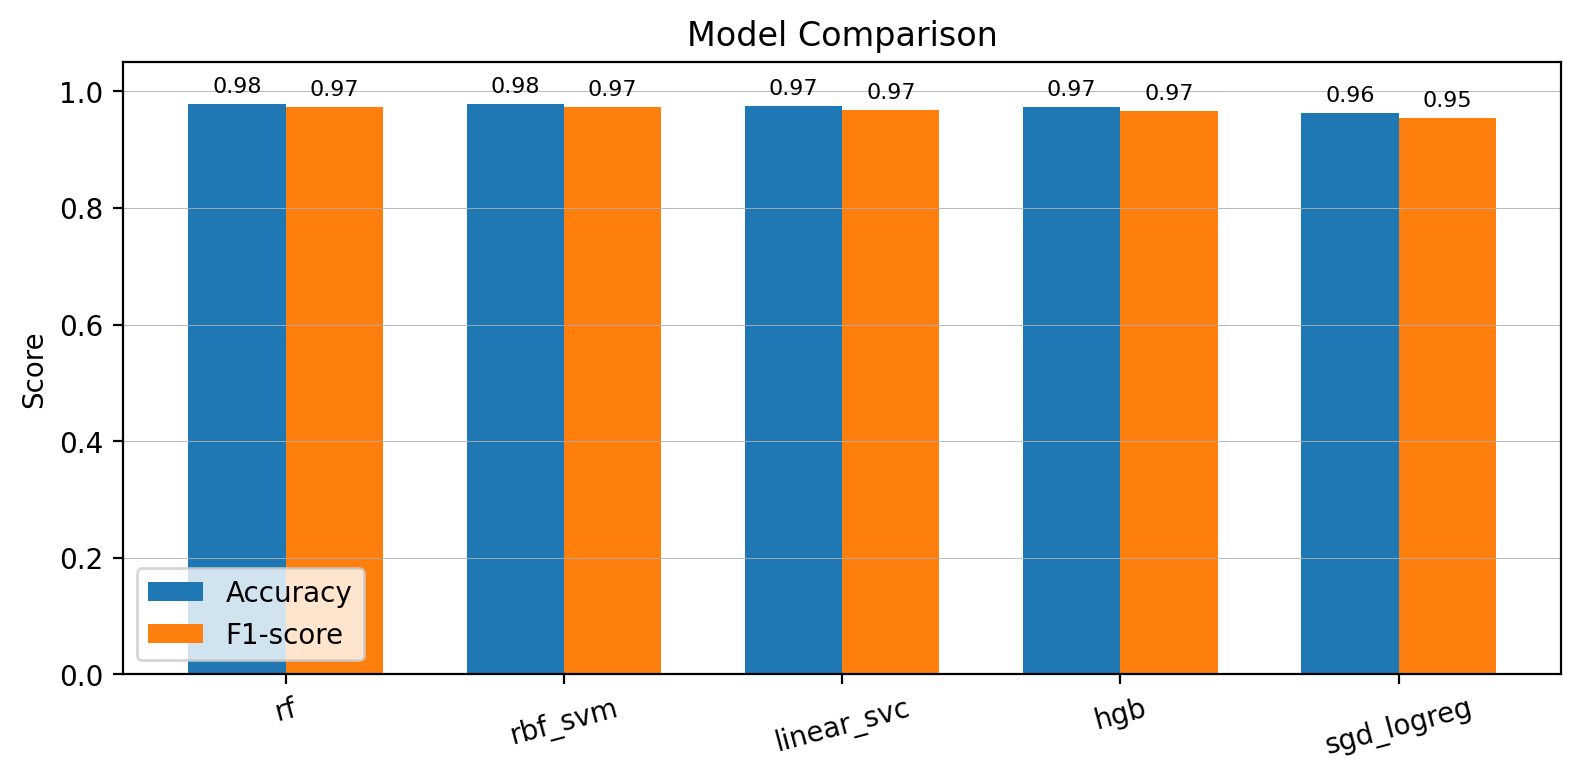 Model Comparison
0.98 0.97 0.98 0.97 0.97 0.97 0.97 0.97 0.96 0.95
1.0
0.8
0.6
0.4
0.2
0.0
Score
Accuracy
F1-score
rf rbf_svm linear_svc hgb sgd_logreg